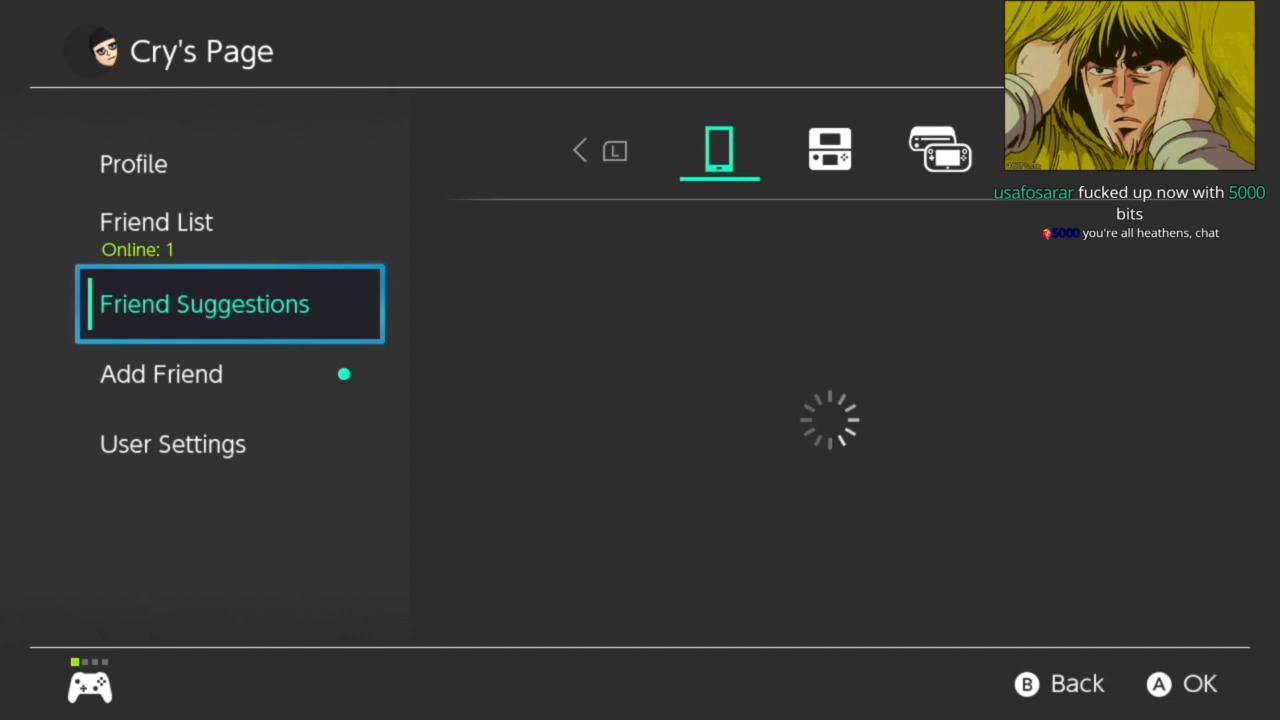 Cry's Page
Profile
Friend List
Online: 1
Friend Suggestions
Add Friend
User Settings
L
usafosarar fucked up now with 5000
bits
5000 you're all heathens, chat
B Back
A OK